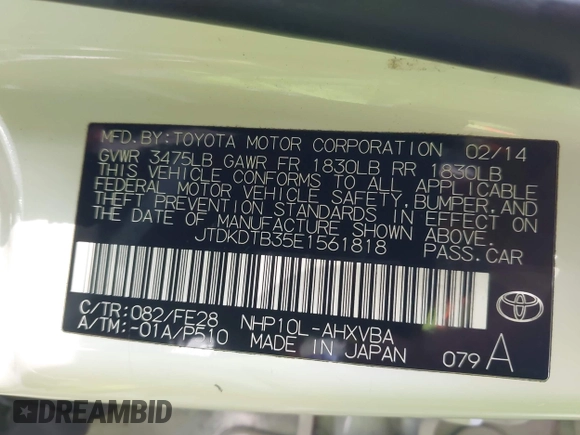 MFD.BY:TOYOTA MOTOR CORPORATION 02/14
GVWR 3475LB GAWR FR 1830LB RR 1830LB
THIS VEHICLE CONFORMS TO ALL APPLICABLE
FEDERAL MOTOR VEHICLE SAFETY,BUMPER,AND
THEFT PREVENTION STANDARDS IN EFFECT ON
THE DATE OF MANUFACTURE SHOWN ABOVE.
JTDKDTB35E1561818 PASS.CAR
C/TR:082/FE28 NHP10L-AHXVBA
A/TM:-01A/P510 MADE IN JAPAN 079A
TOYOTA
DREAMBID